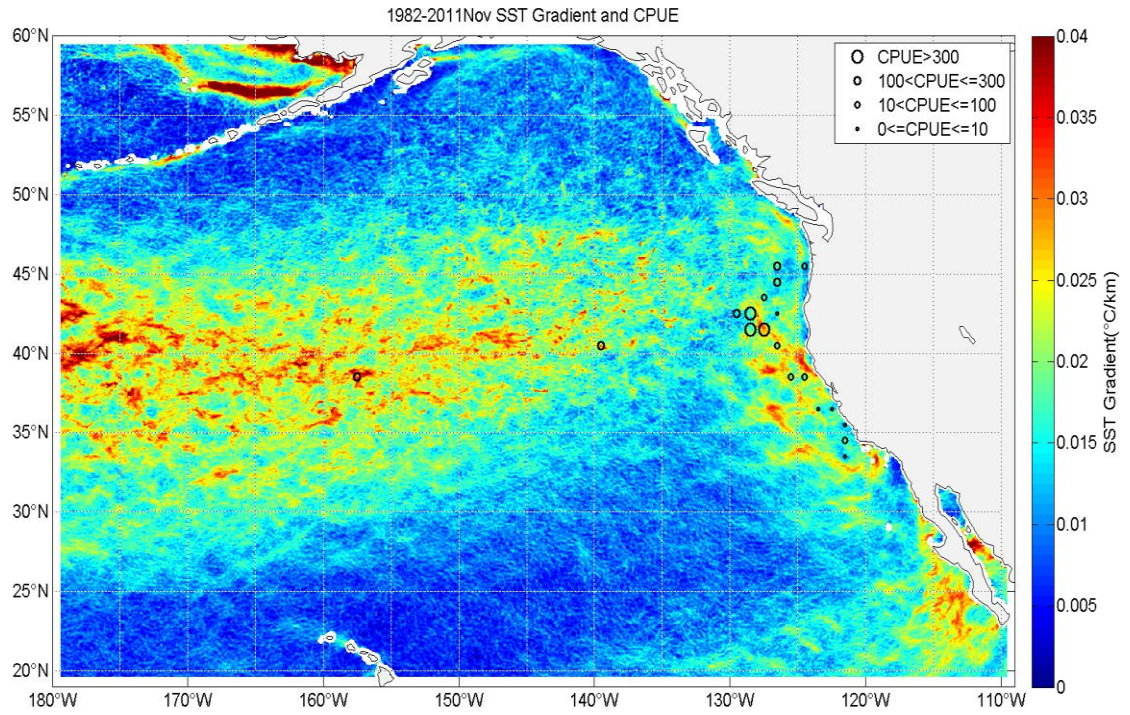 1982-2011Nov SST Gradient and CPUE
CPUE>300
100<CPUE<=300
10<CPUE<=100
0<=CPUE<=10
60°N
55°N
50°N
45°N
40°N
35°N
30°N
25°N
20°N
180°W
170°W
160°W
150°W
140°W
130°W
120°W
110°W
0.04
0.035
0.03
0.025
0.02
0.015
0.01
0.005
0
SST Gradient(°C/km)